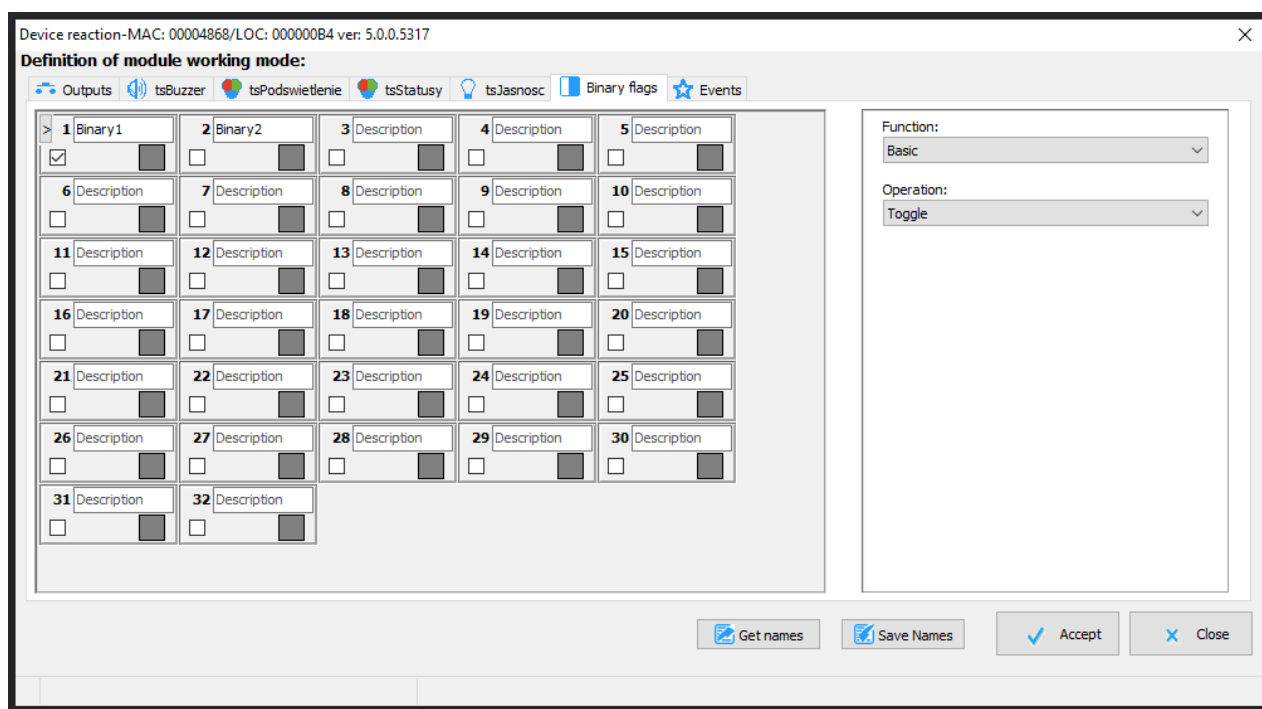 Device reaction-MAC: 00004868/LOC: 000000B4 ver: 5.0.0.5317
Definition of module working mode:
Outputs tsBuzzer tsPodswietlenie tsStatusy tsJasnosc Binary flags Events
> 1 Binary1 2 Binary2 3 Description 4 Description 5 Description
6 Description 7 Description 8 Description 9 Description 10 Description
11 Description 12 Description 13 Description 14 Description 15 Description
16 Description 17 Description 18 Description 19 Description 20 Description
21 Description 22 Description 23 Description 24 Description 25 Description
26 Description 27 Description 28 Description 29 Description 30 Description
31 Description 32 Description
Function:
Basic
Operation:
Toggle
Get names Save Names Accept Close